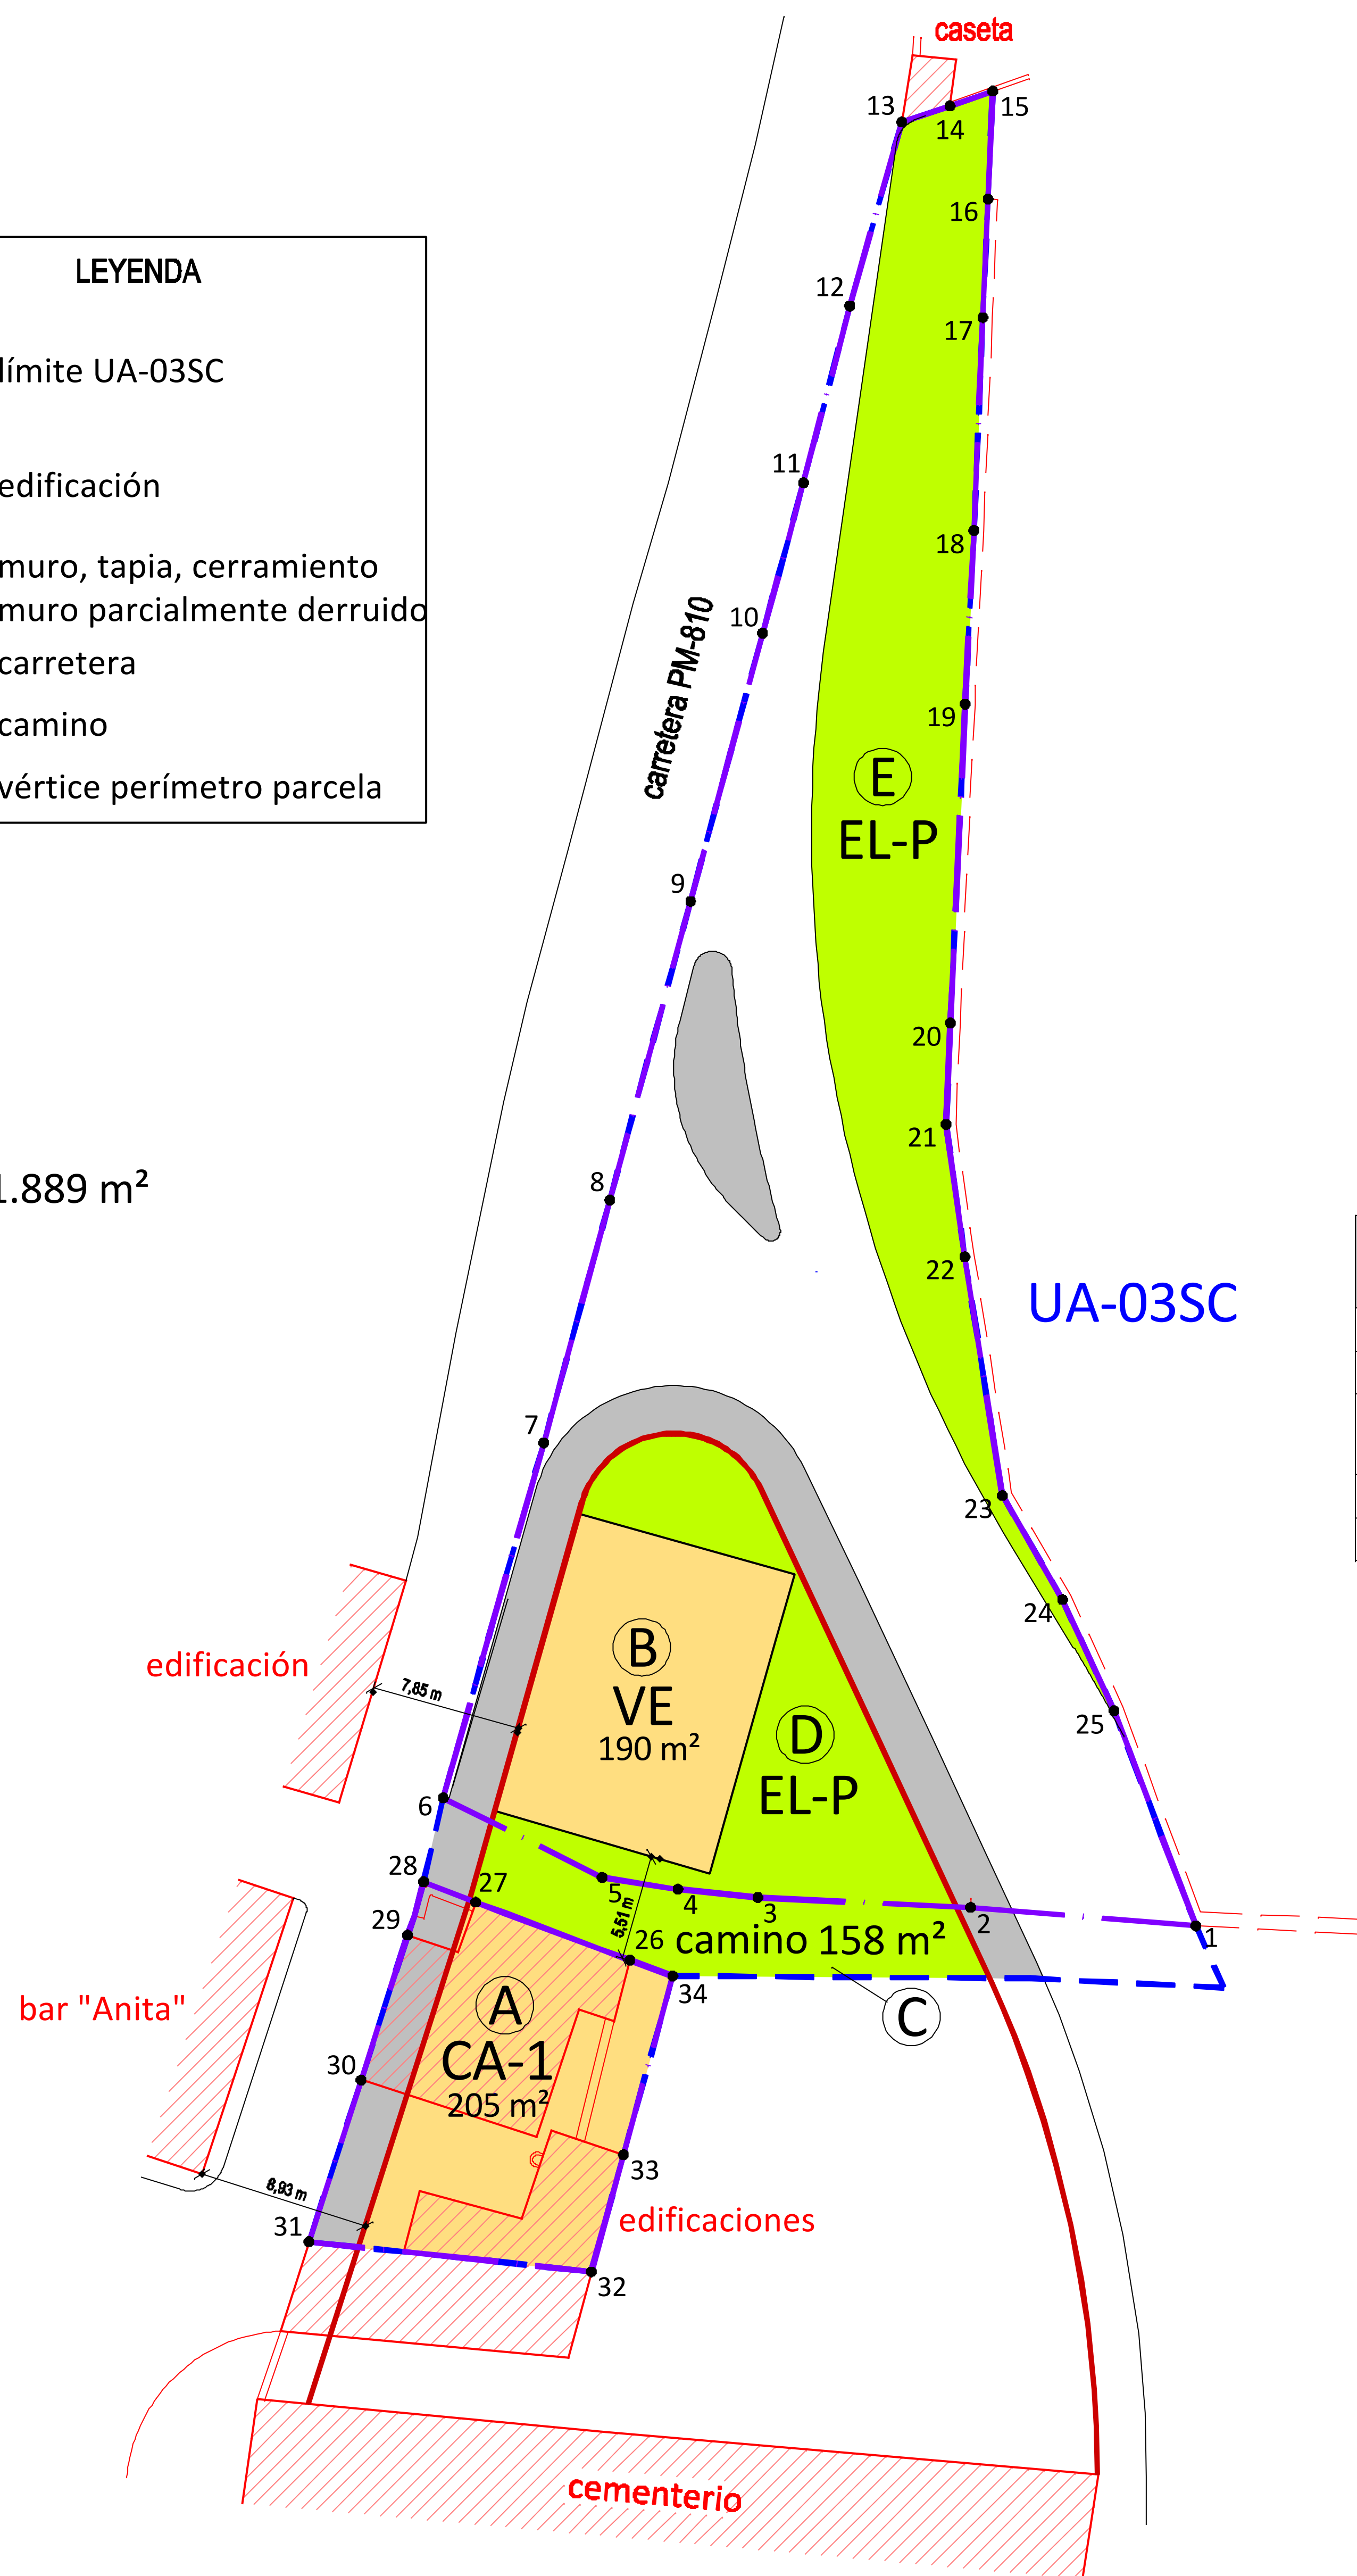 caseta
13
14
15
16
LEYENDA
12
17
límite UA-03SC
11
edificación
18
muro, tapia, cerramiento
muro parcialmente derruido
10
carretera PM-810
carretera
19
camino
E
vértice perímetro parcela
EL-P
9
20
21
8
1.889 m²
22
UA-03SC
7
23
24
edificación
B
7,85 m
VE
25
D
190 m²
EL-P
6
28
27
5
4
3
2
29
5,51 m
26
camino 158 m²
1
34
bar "Anita"
A
C
30
CA-1
205 m²
33
8,93 m
31
edificaciones
32
cementerio